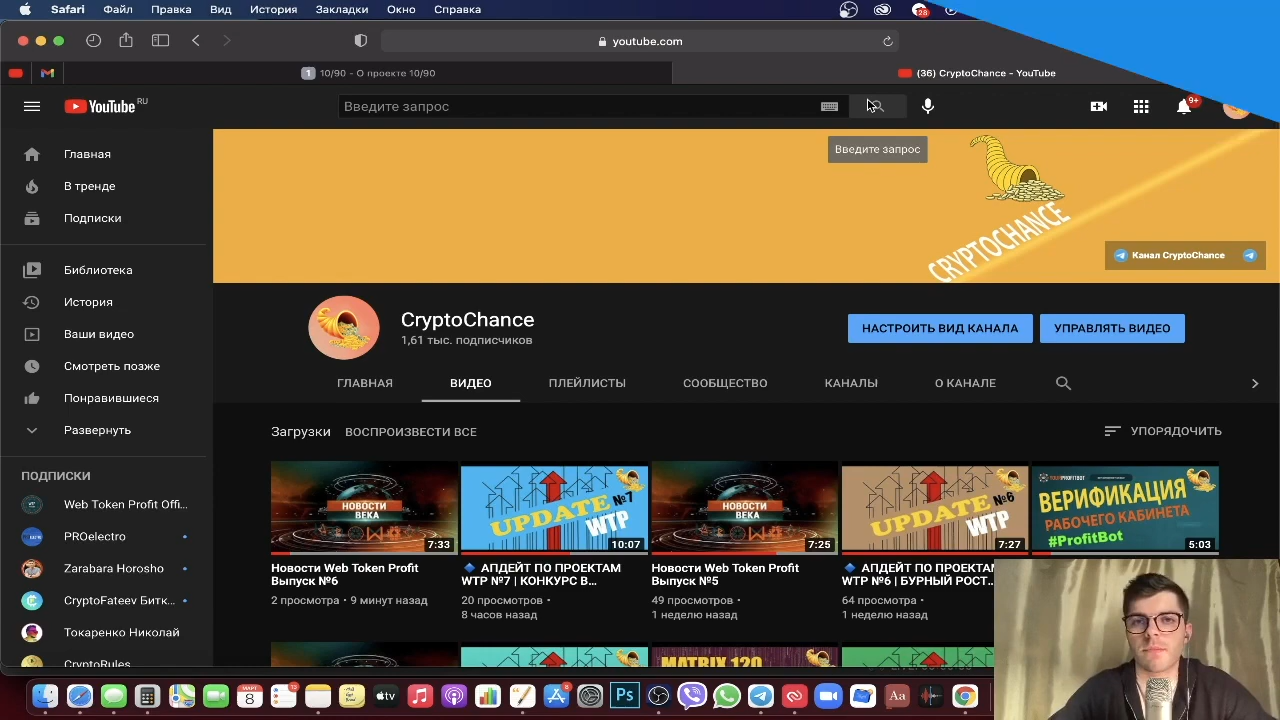 Safari Файл Правка Вид История Закладки Окно Справка
28
youtube.com
1 10/90 - О проекте 10/90
(36) CryptoChance - YouTube
YouTube RU
Введите запрос
9+
Введите запрос
Главная
В тренде
Подписки
CRYPTOCHANCE
Канал CryptoChance
Библиотека
История
Ваши видео
Смотреть позже
Понравившиеся
Развернуть
CryptoChance
1,61 тыс. подписчиков
НАСТРОИТЬ ВИД КАНАЛА
УПРАВЛЯТЬ ВИДЕО
ГЛАВНАЯ ВИДЕО ПЛЕЙЛИСТЫ СООБЩЕСТВО КАНАЛЫ О КАНАЛЕ
Загрузки ВОСПРОИЗВЕСТИ ВСЕ
УПОРЯДОЧИТЬ
ПОДПИСКИ
Web Token Profit Offi...
PROelectro
Zarabara Horosho
CryptoFateev Битк...
Токаренко Николай
CryptoRules
НОВОСТИ
ВЕКА
7:33
Новости Web Token Profit
Выпуск №6
2 просмотра • 9 минут назад
UPDATE №7
WTP
10:07
АПДЕЙТ ПО ПРОЕКТАМ
WTP №7 | КОНКУРС В...
20 просмотров •
8 часов назад
НОВОСТИ
ВЕКА
7:25
Новости Web Token Profit
Выпуск №5
49 просмотров •
1 неделю назад
UPDATE №6
WTP
7:27
АПДЕЙТ ПО ПРОЕКТАМ
WTP №6 | БУРНЫЙ РОСТ...
64 просмотра •
1 неделю назад
ВЕРИФИКАЦИЯ
РАБОЧЕГО КАБИНЕТА
#ProfitBot
5:03
MATRIX 120
МАРТ
8
Ps
Aa